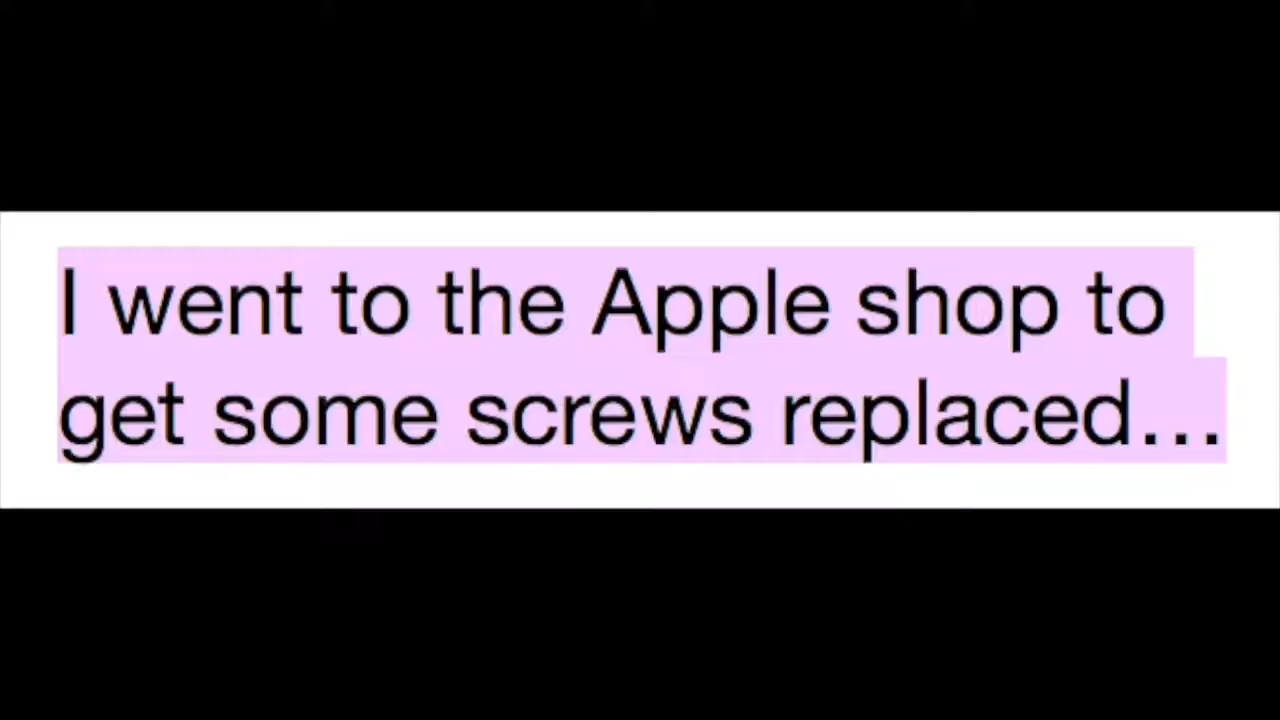 I went to the Apple shop to
get some screws replaced…